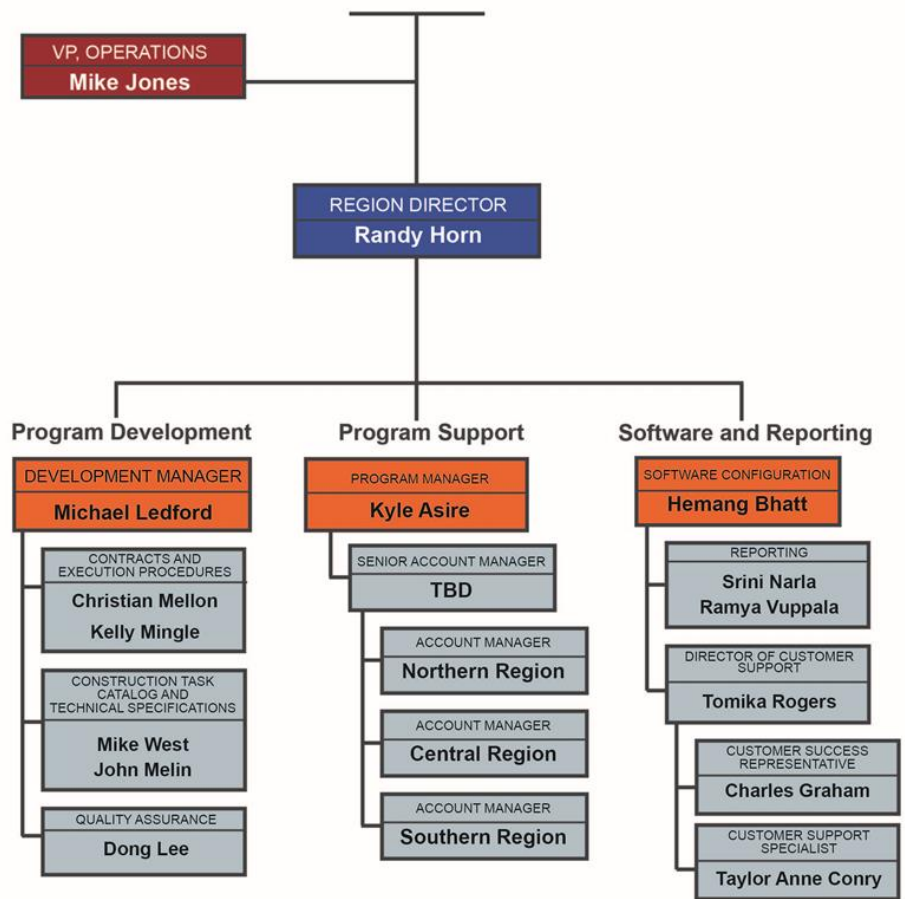 VP, OPERATIONS
Mike Jones
REGION DIRECTOR
Randy Horn
Program Development
DEVELOPMENT MANAGER
Michael Ledford
CONTRACTS AND
EXECUTION PROCEDURES
Christian Mellon
Kelly Mingle
CONSTRUCTION TASK
CATALOG AND
TECHNICAL SPECIFICATIONS
Mike West
John Melin
QUALITY ASSURANCE
Dong Lee
Program Support
PROGRAM MANAGER
Kyle Asire
SENIOR ACCOUNT MANAGER
TBD
ACCOUNT MANAGER
Northern Region
ACCOUNT MANAGER
Central Region
ACCOUNT MANAGER
Southern Region
Software and Reporting
SOFTWARE CONFIGURATION
Hemang Bhatt
REPORTING
Srini Narla
Ramya Vuppala
DIRECTOR OF CUSTOMER
SUPPORT
Tomika Rogers
CUSTOMER SUCCESS
REPRESENTATIVE
Charles Graham
CUSTOMER SUPPORT
SPECIALIST
Taylor Anne Conry